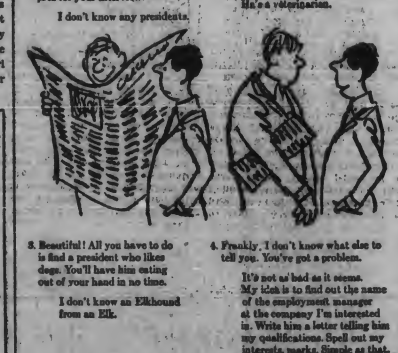 I don't know any presidents.
He's a veterinarian.
3. Beautiful! All you have to do
is find a president who likes
dogs. You'll have him eating
out of your hand in no time.
I don't know an Elkhound
from an Elk.
4. Frankly, I don't know what else to
tell you. You've got a problem.
It's not as bad as it seems.
My idea is to find out the name
of the employment manager
at the company I'm interested
in. Write him a letter telling him
my qualifications. Spell out my
interests, marks. Simple as that.